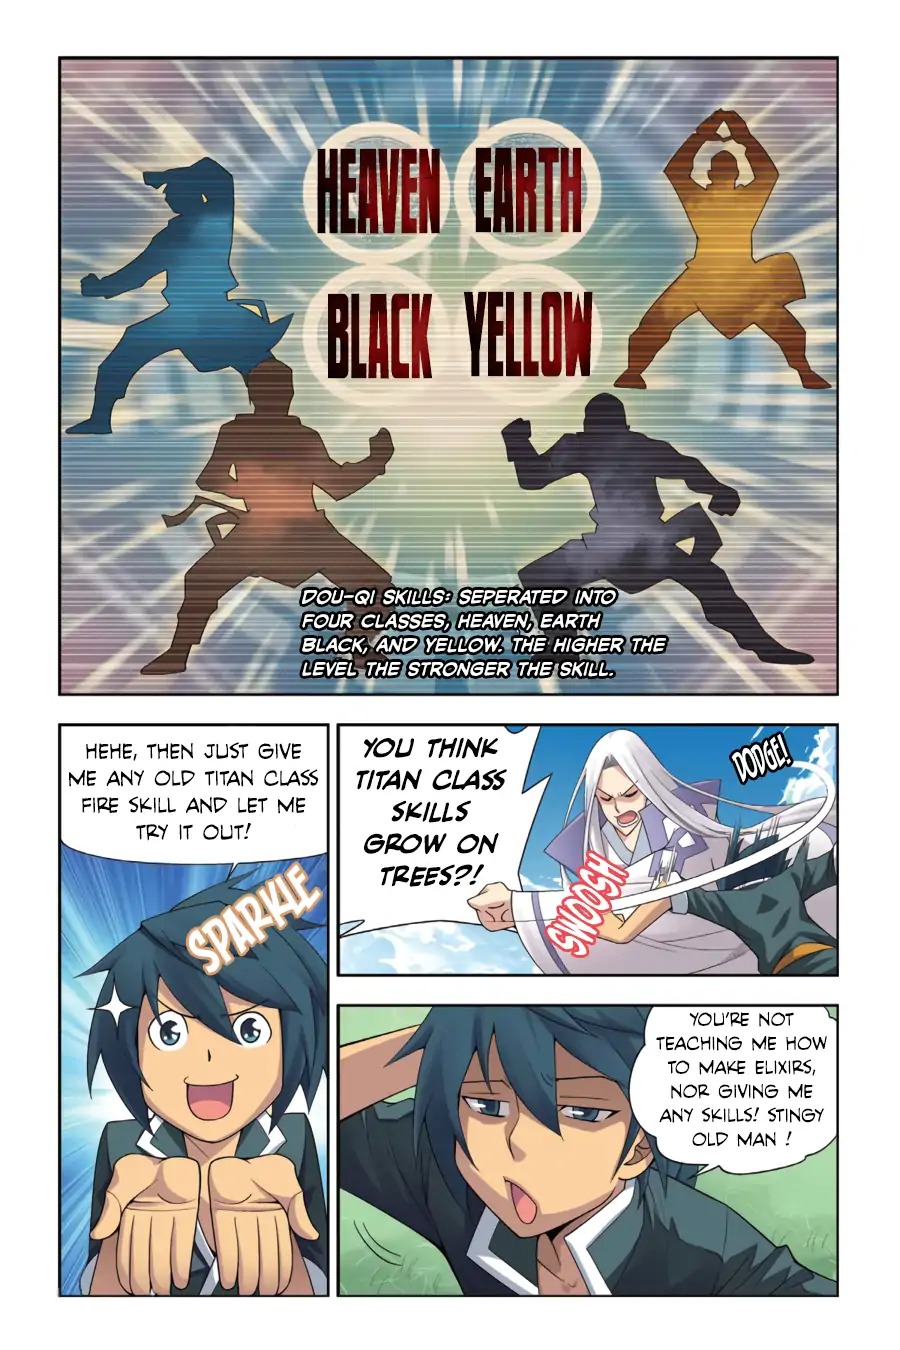 HEAVEN EARTH
BLACK YELLOW
DOU-QI SKILLS: SEPERATED INTO
FOUR CLASSES, HEAVEN, EARTH
BLACK, AND YELLOW. THE HIGHER THE
LEVEL THE STRONGER THE SKILL.
HEHE, THEN JUST GIVE
ME ANY OLD TITAN CLASS
FIRE SKILL AND LET ME
TRY IT OUT!
SPARKLE
YOU THINK
TITAN CLASS
SKILLS
GROW ON
TREES?!
DODGE!
SWOOSH
YOU'RE NOT
TEACHING ME HOW
TO MAKE ELIXIRS,
NOR GIVING ME
ANY SKILLS! STINGY
OLD MAN !